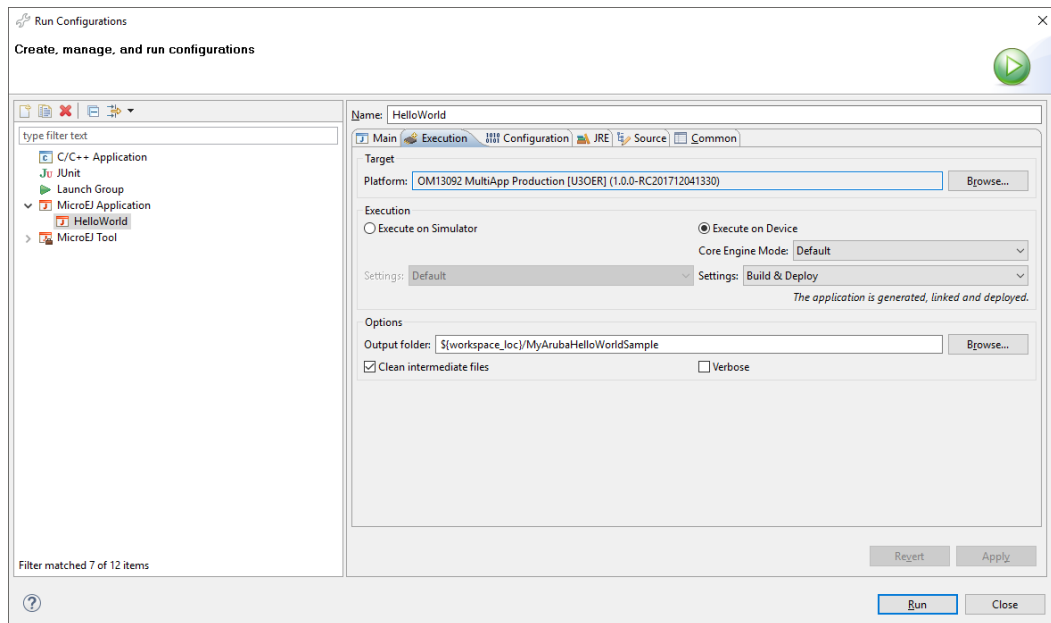 Run Configurations
Create, manage, and run configurations
type filter text
C/C++ Application
Ju JUnit
Launch Group
MicroEJ Application
HelloWorld
MicroEJ Tool
Filter matched 7 of 12 items
Name: HelloWorld
Main Execution Configuration JRE Source Common
Target
Platform: OM13092 MultiApp Production [U3OER] (1.0.0-RC201712041330) Browse...
Execution
Execute on Simulator Execute on Device
Core Engine Mode: Default
Settings: Default Settings: Build & Deploy
The application is generated, linked and deployed.
Options
Output folder: ${workspace_loc}/MyArubaHelloWorldSample Browse...
Clean intermediate files Verbose
Revert Apply
Run Close